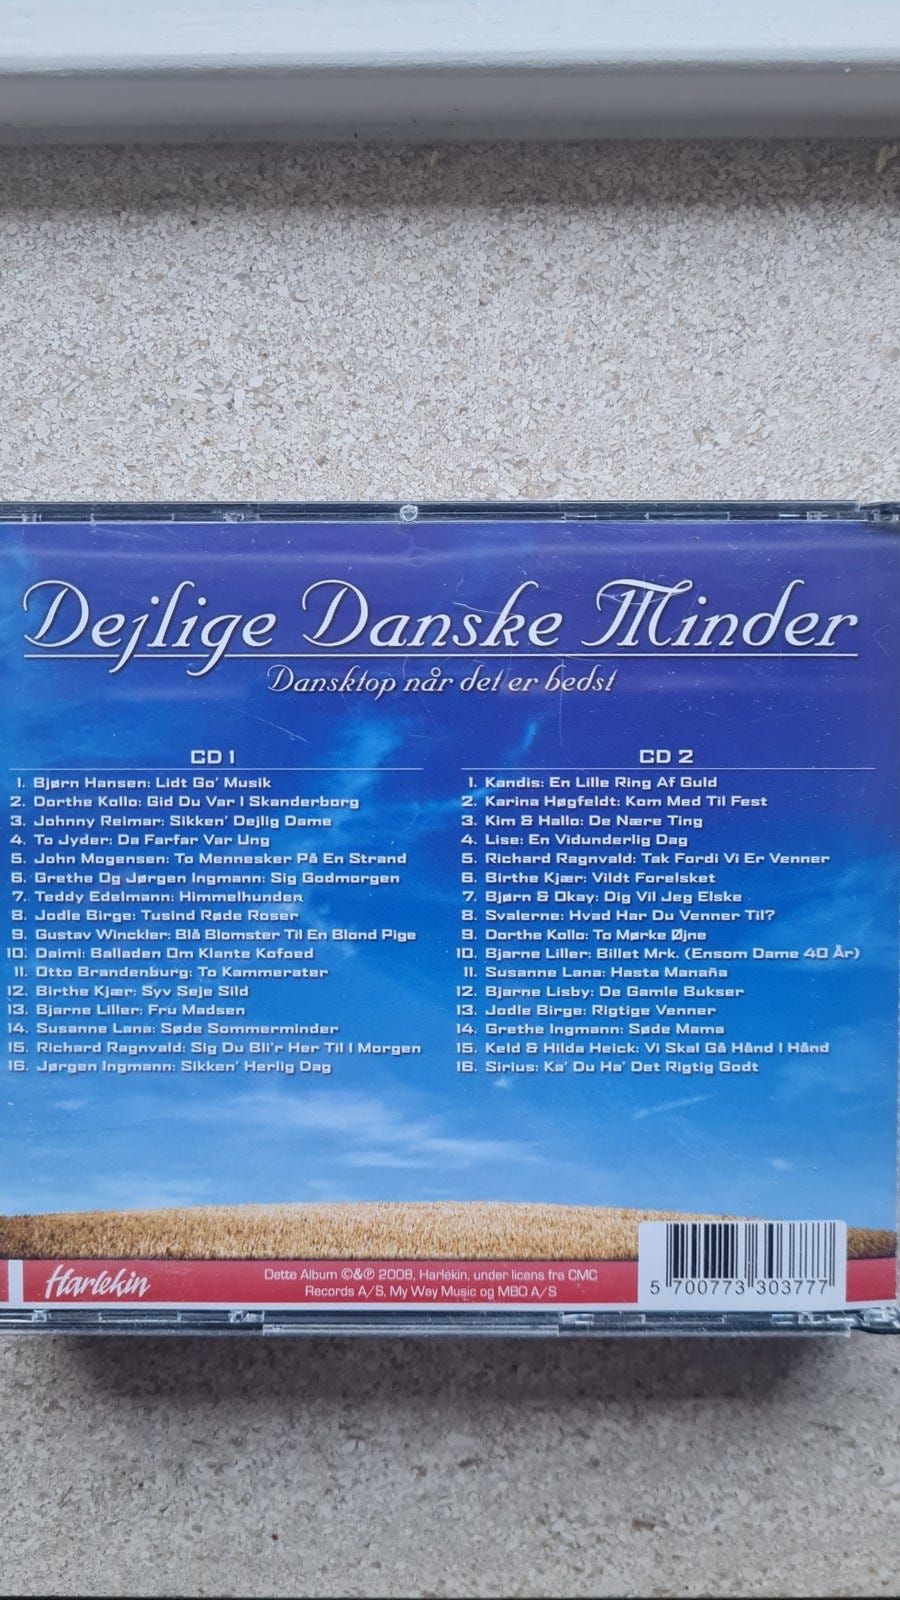 Dejlige Danske Minder
Dansktop når det er bedst
CD 1
1. Bjørn Hansen: Lidt Go' Musik
2. Dorthe Kollo: Gid Du Var I Skanderborg
3. Johnny Reimar: Sikken' Dejlig Dame
4. To Jyder: Da Farfar Var Ung
5. John Mogensen: To Mennesker På En Strand
6. Grethe Og Jørgen Ingmann: Sig Godmorgen
7. Teddy Edelmann: Himmelhunden
8. Jodle Birge: Tusind Røde Roser
9. Gustav Winckler: Blå Blomster Til En Blond Pige
10. Daimi: Balladen Om Klante Kofoed
11. Otto Brandenburg: To Kammerater
12. Birthe Kjær: Syv Søje Sild
13. Bjarne Liller: Fru Madsen
14. Susanne Lana: Søde Sommerminder
15. Richard Ragnvald: Sig Du Bli'r Her Til I Morgen
16. Jørgen Ingmann: Sikken' Herlig Dag
CD 2
1. Kandis: En Lille Ring Af Guld
2. Karina Høgfeldt: Kom Med Til Fest
3. Kim & Hallo: De Nære Ting
4. Lise: En Vidunderlig Dag
5. Richard Ragnvald: Tak Fordi Vi Er Venner
6. Birthe Kjær: Vildt Forelsket
7. Bjørn & Okay: Dig Vil Jeg Elske
8. Svalerne: Hvad Har Du Venner Til?
9. Dorthe Kollo: To Mørke Øjne
10. Bjarne Liller: Billet Mrk. (Ensom Dame 40 År)
11. Susanne Lana: Hasta Manaña
12. Bjarne Lisby: De Gamle Bukser
13. Jodle Birge: Rigtige Venner
14. Grethe Ingmann: Søde Mama
15. Keld & Hilda Heick: Vi Skal Gå Hånd I Hånd
16. Sirius: Ka' Du Ha' Det Rigtig Godt
Harlekin
Dette Album ©&℗ 2008, Harlekin, under licens fra CMC
Records A/S, My Way Music og MBO A/S
5 700773 303777